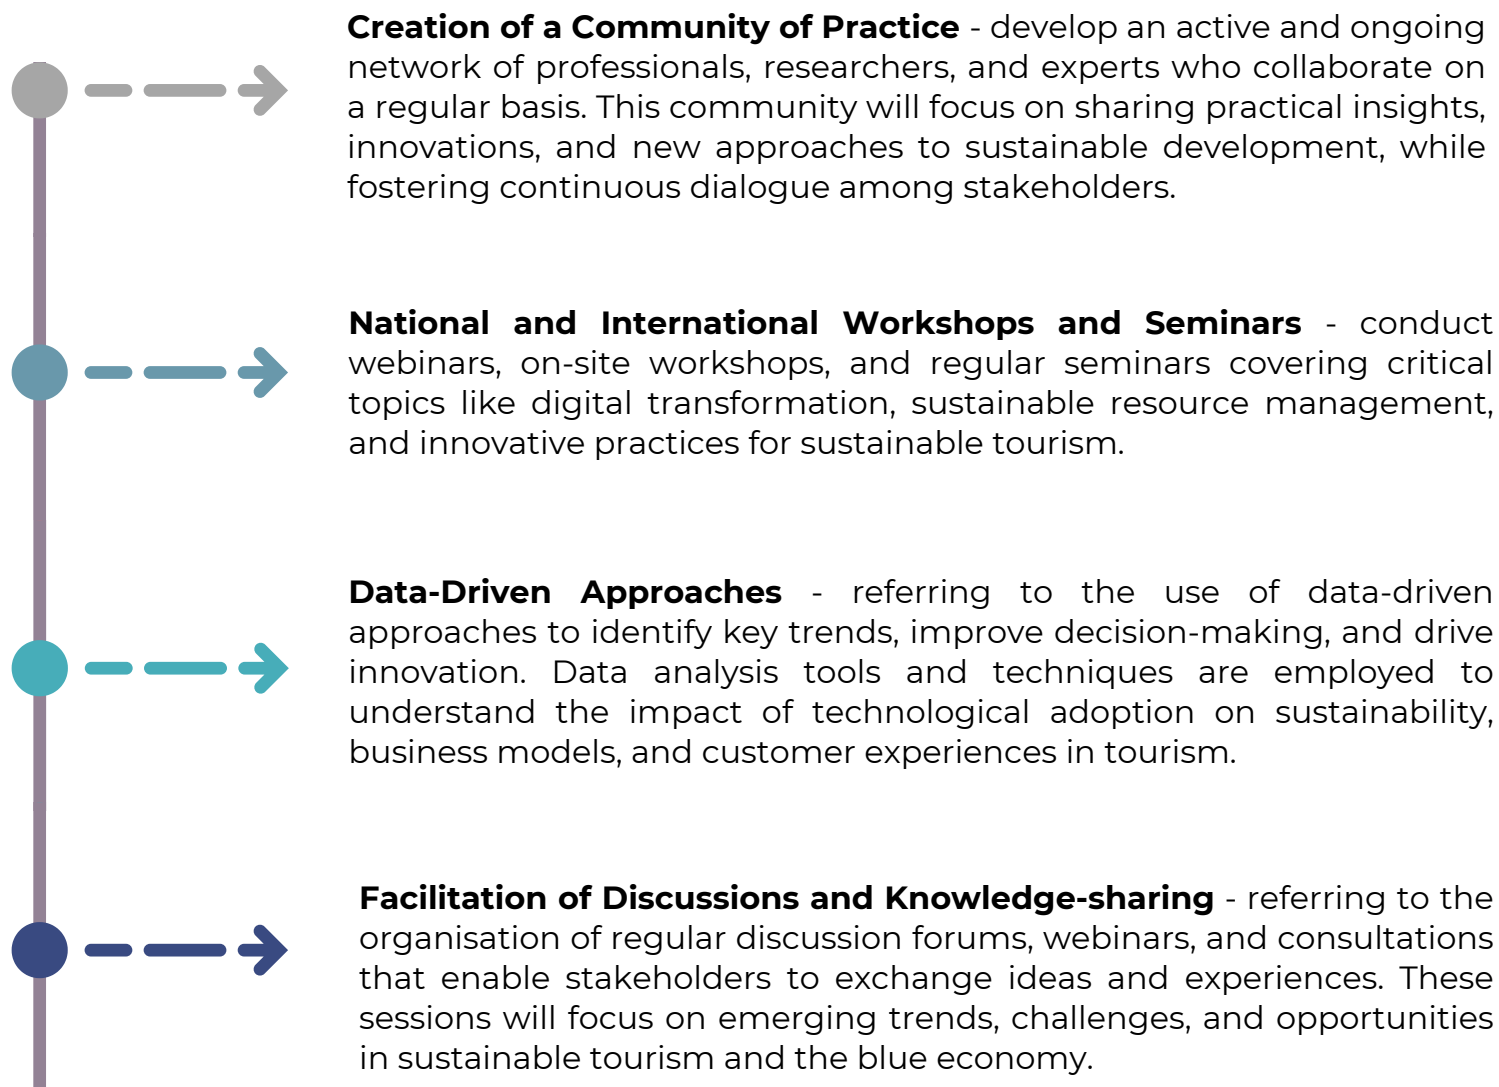 Creation of a Community of Practice - develop an active and ongoing
network of professionals, researchers, and experts who collaborate on
a regular basis. This community will focus on sharing practical insights,
innovations, and new approaches to sustainable development, while
fostering continuous dialogue among stakeholders.
National and International Workshops and Seminars - conduct
webinars, on-site workshops, and regular seminars covering critical
topics like digital transformation, sustainable resource management,
and innovative practices for sustainable tourism.
Data-Driven Approaches - referring to the use of data-driven
approaches to identify key trends, improve decision-making, and drive
innovation. Data analysis tools and techniques are employed to
understand the impact of technological adoption on sustainability,
business models, and customer experiences in tourism.
Facilitation of Discussions and Knowledge-sharing - referring to the
organisation of regular discussion forums, webinars, and consultations
that enable stakeholders to exchange ideas and experiences. These
sessions will focus on emerging trends, challenges, and opportunities
in sustainable tourism and the blue economy.